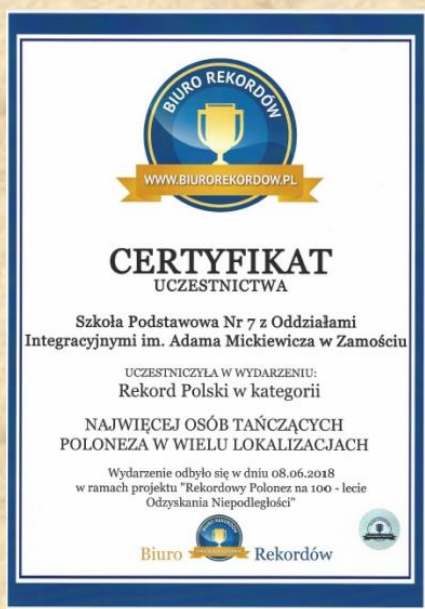 BIURO REKORDÓW
WWW.BIUROREKORDOW.PL
CERTYFIKAT
UCZESTNICTWA
Szkoła Podstawowa Nr 7 z Oddziałami
Integracyjnymi im. Adama Mickiewicza w Zamościu
UCZESTNICZYŁA W WYDARZENIU:
Rekord Polski w kategorii
NAJWIĘCEJ OSÓB TAŃCZĄCYCH
POLONEZA W WIELU LOKALIZACJACH
Wydarzenie odbyło się w dniu 08.06.2018
w ramach projektu "Rekordowy Polonez na 100 - lecie
Odzyskania Niepodległości"
Biuro Rekordów